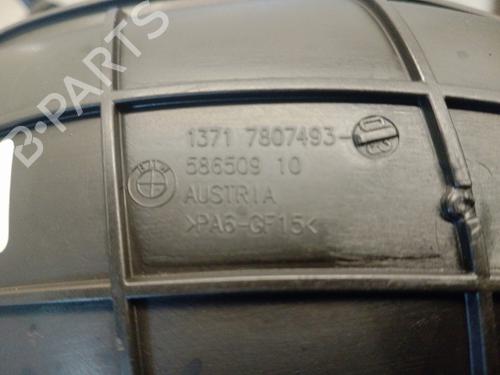 B-PARTS
1371 7807493-
586509 10
AUSTRIA
>PA6-GF15<